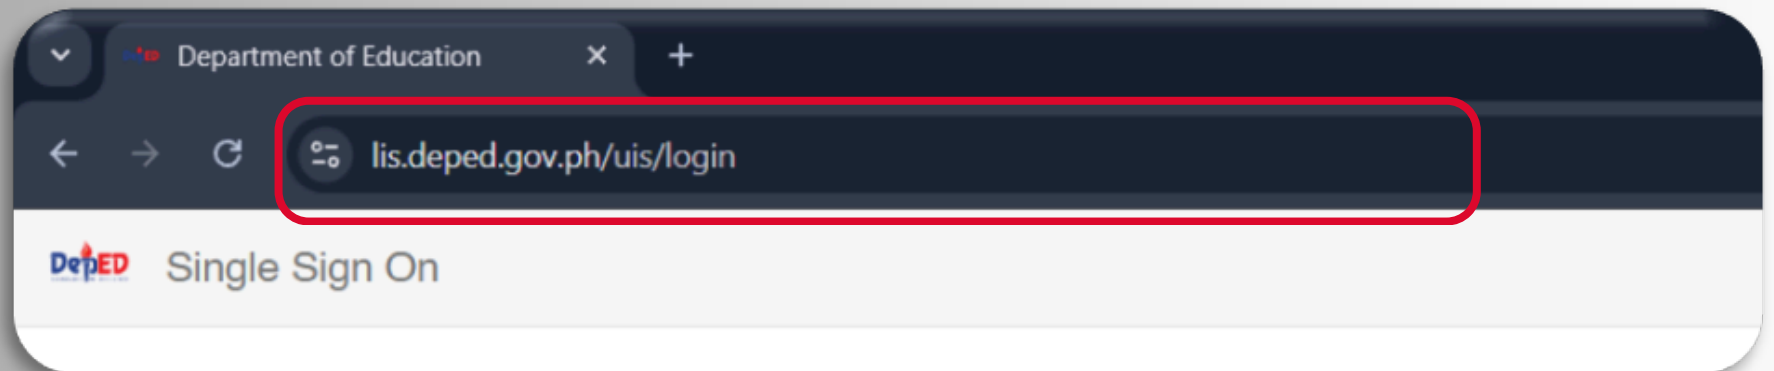 Department of Education
lis.deped.gov.ph/uis/login
DepED Single Sign On